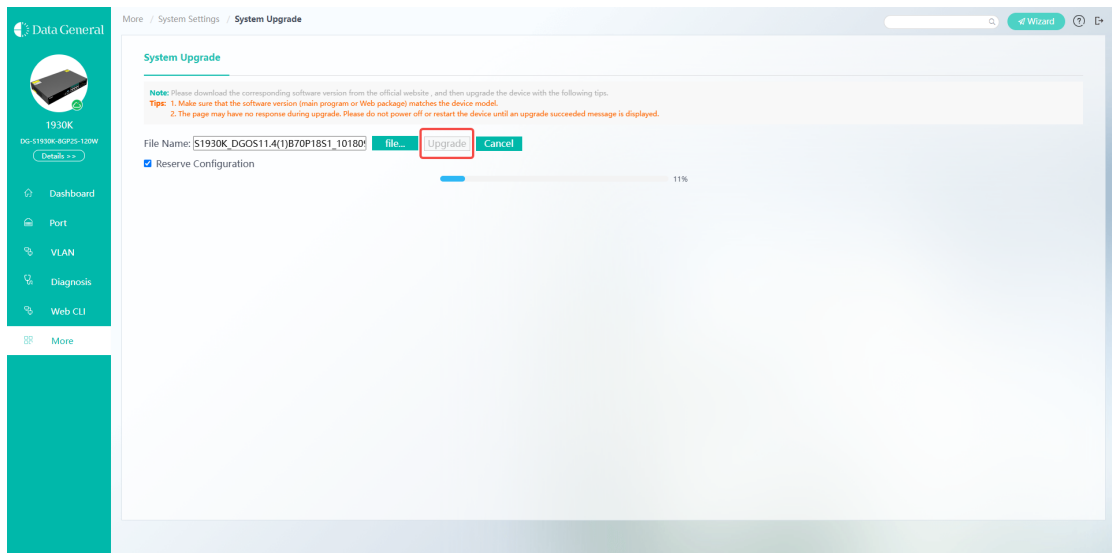 Data General
More / System Settings / System Upgrade
Wizard
1930K
DG-S1930K-8GP2S-120W
Details >>
Dashboard
Port
VLAN
Diagnosis
Web CLI
More
System Upgrade
Note: Please download the corresponding software version from the official website , and then upgrade the device with the following tips.
Tips: 1. Make sure that the software version (main program or Web package) matches the device model.
2. The page may have no response during upgrade. Please do not power off or restart the device until an upgrade succeeded message is displayed.
File Name: S1930K_DGOS11.4(1)B70P18S1_10180 file... Upgrade Cancel
Reserve Configuration
11%